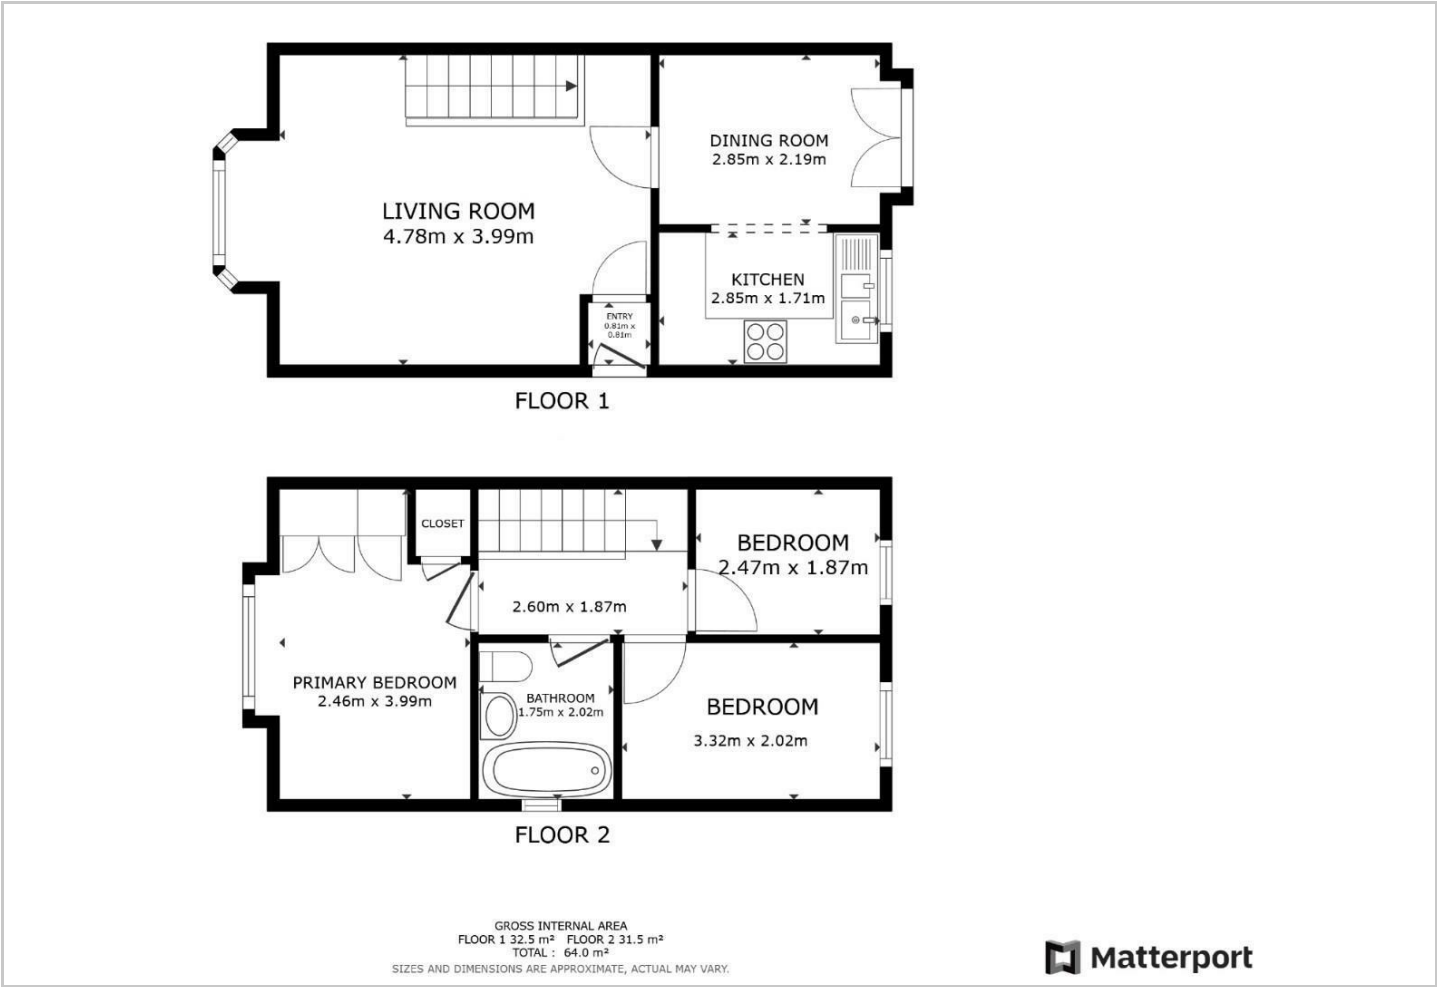 DINING ROOM
2.85m x 2.19m
LIVING ROOM
4.78m x 3.99m
KITCHEN
2.85m x 1.71m
ENTRY
0.81m x
0.81m
FLOOR 1
CLOSET
BEDROOM
2.47m x 1.87m
2.60m x 1.87m
PRIMARY BEDROOM
2.46m x 3.99m
BATHROOM
1.75m x 2.02m
BEDROOM
3.32m x 2.02m
FLOOR 2
GROSS INTERNAL AREA
FLOOR 1 32.5 m² FLOOR 2 31.5 m²
TOTAL : 64.0 m²
SIZES AND DIMENSIONS ARE APPROXIMATE, ACTUAL MAY VARY.
Matterport